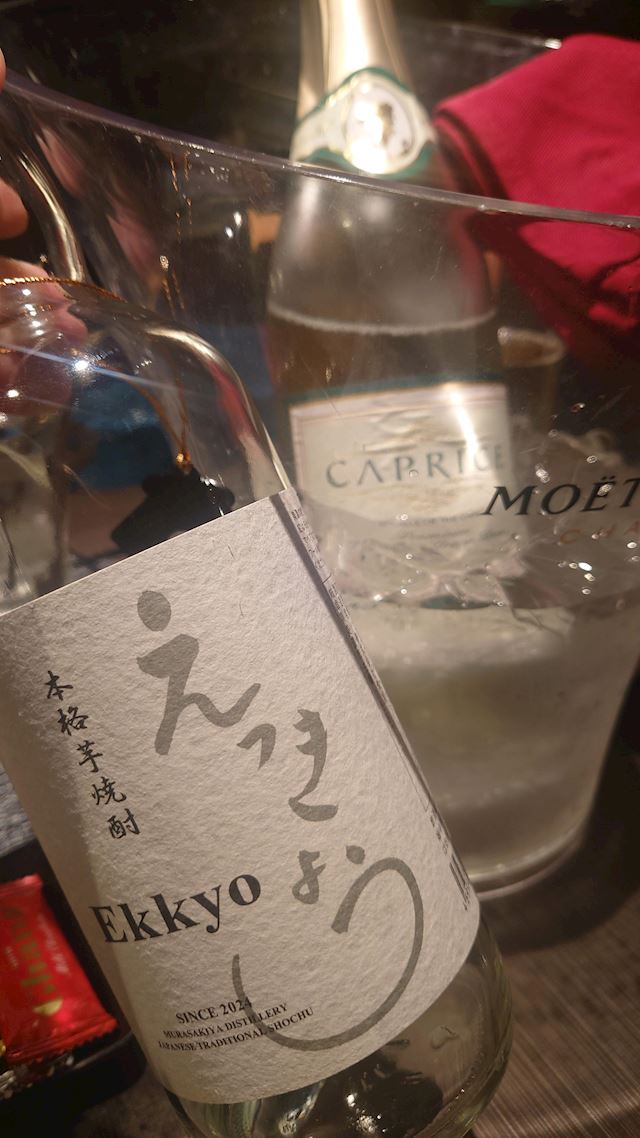 CAPRICE
MOËT
本格芋焼酎
えっきょう
Ekkyo
SINCE 2024
MURASAKIYA DISTILLERY
JAPANESE TRADITIONAL SHOCHU